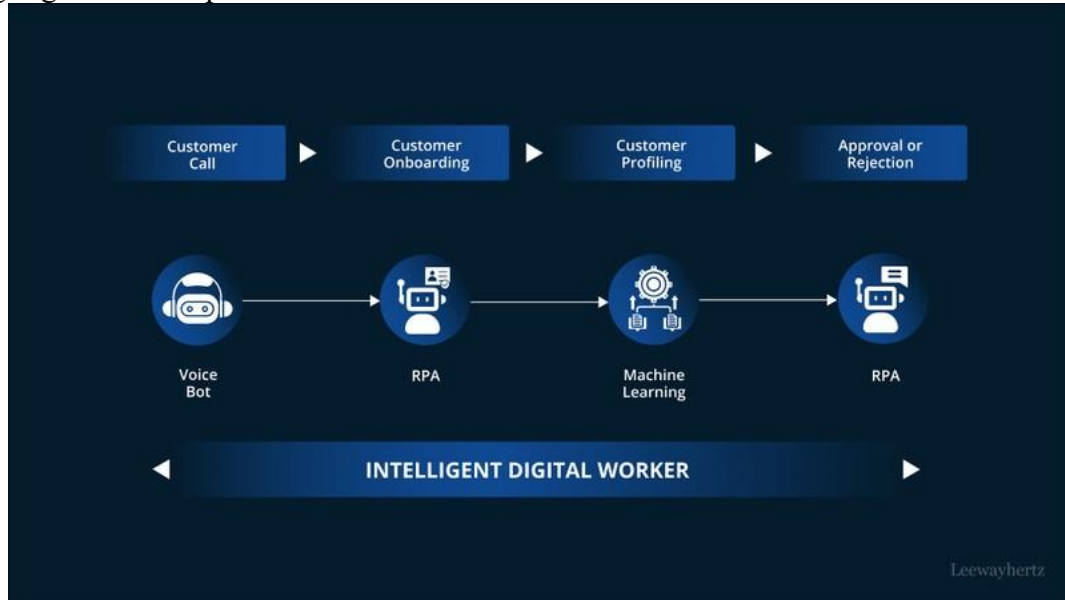 Customer
Call
Customer
Onboarding
Customer
Profiling
Approval or
Rejection
Voice
Bot
RPA
Machine
Learning
RPA
INTELLIGENT DIGITAL WORKER
Leewayhertz